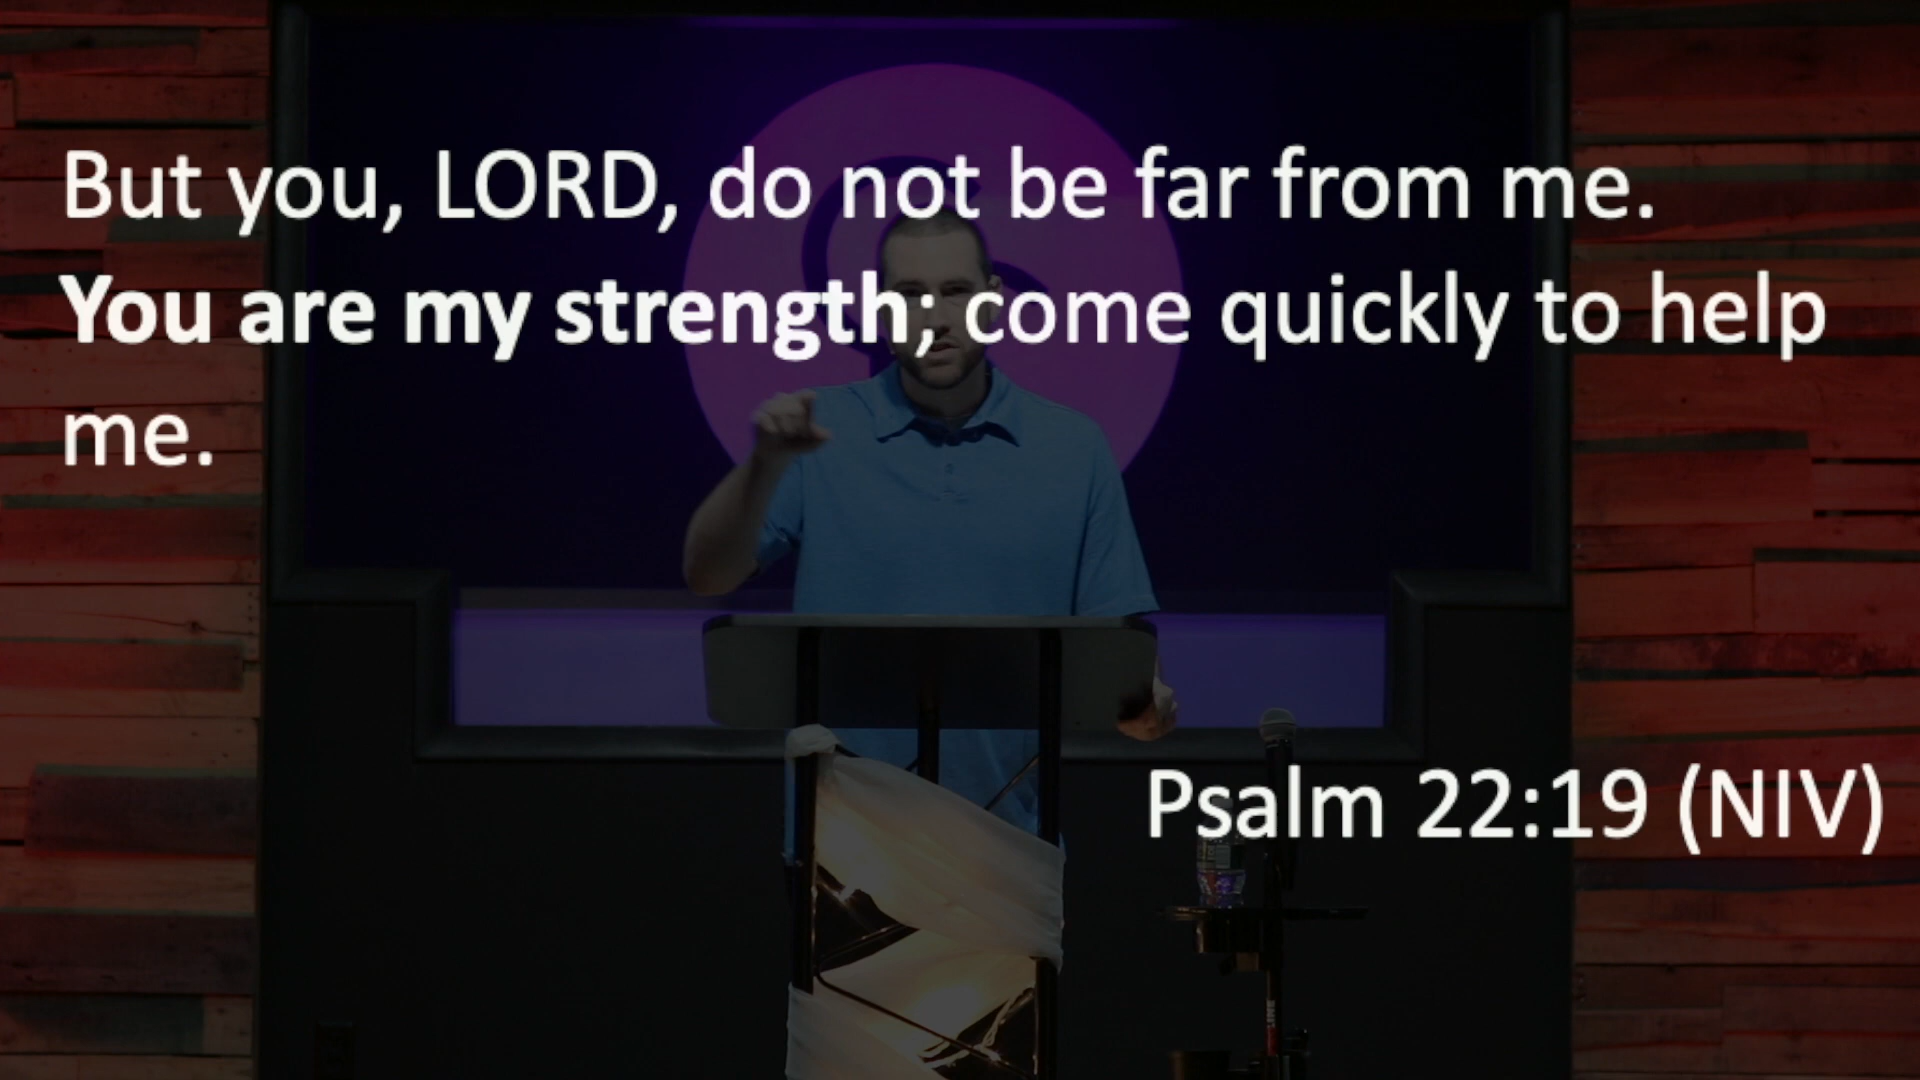 But you, LORD, do not be far from me.
You are my strength; come quickly to help
me.
Psalm 22:19 (NIV)